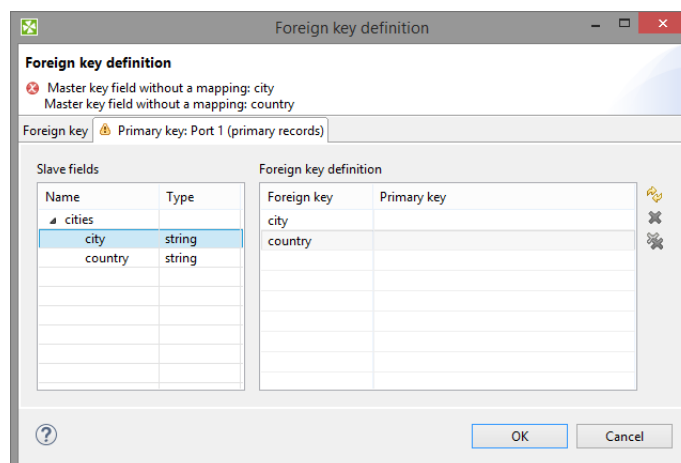 Foreign key definition
Foreign key definition
Master key field without a mapping: city
Master key field without a mapping: country
Foreign key Primary key: Port 1 (primary records)
Slave fields Foreign key definition
Name Type Foreign key Primary key
cities city
city string country
country string
OK Cancel